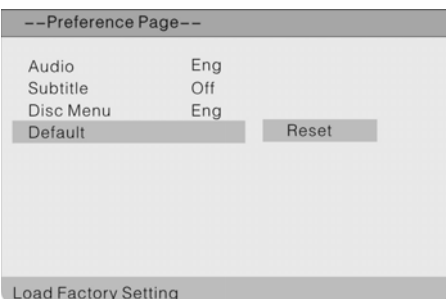 --Preference Page--
Audio Eng
Subtitle Off
Disc Menu Eng
Default Reset
Load Factory Setting